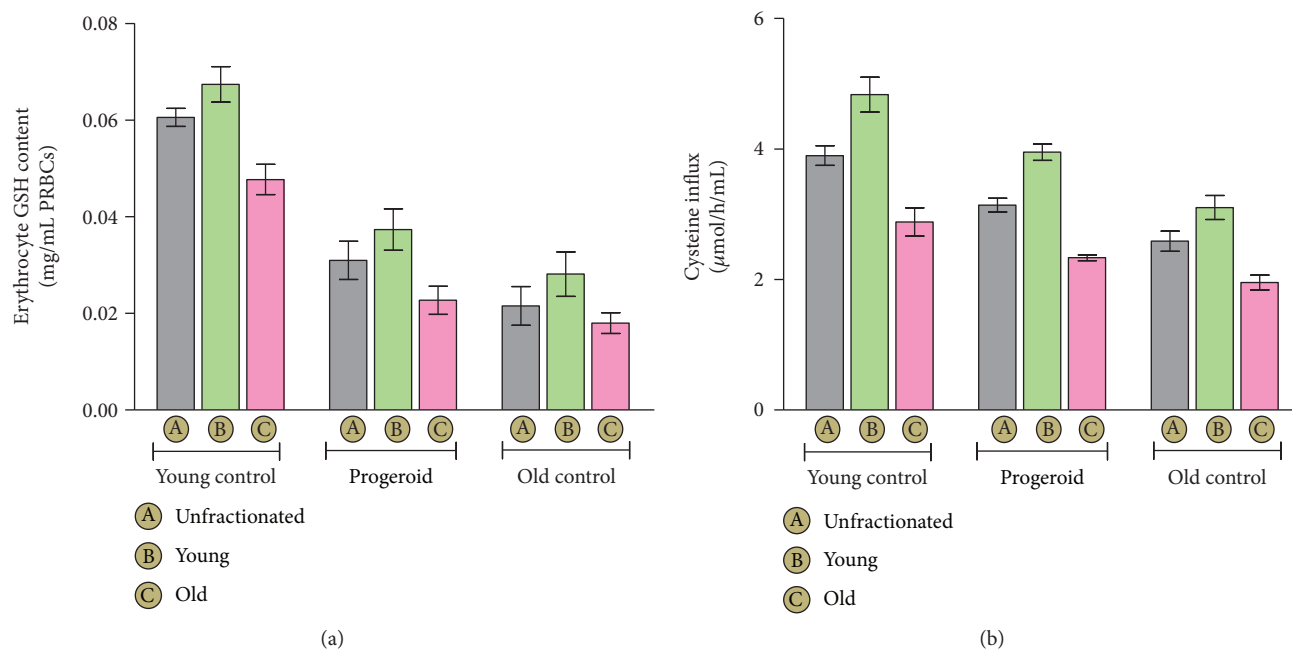 0.08
0.06
0.04
0.02
0.00
Erythrocyte GSH content
(mg/mL PRBCs)
A B C A B C A B C
Young control Progeroid Old control
A Unfractionated
B Young
C Old
(a)
6
4
2
0
Cysteine influx
(μmol/h/mL)
A B C A B C A B C
Young control Progeroid Old control
A Unfractionated
B Young
C Old
(b)